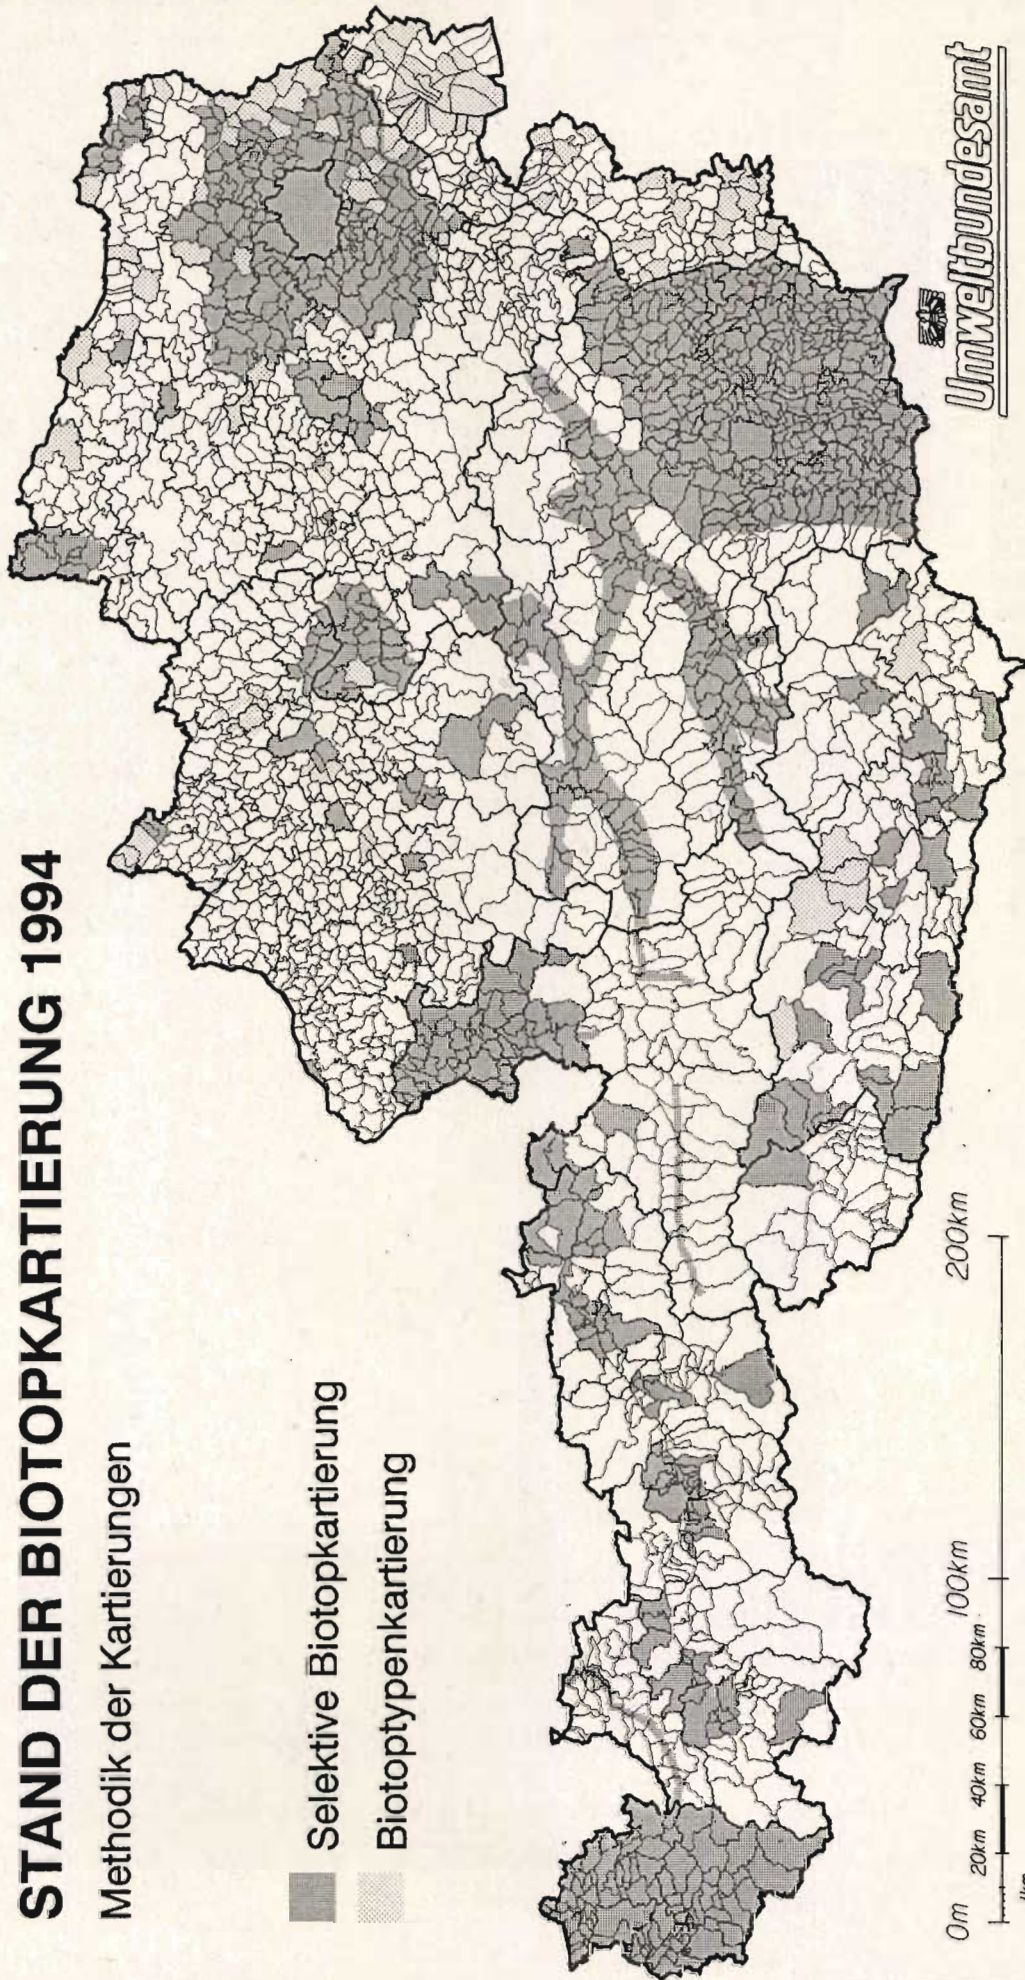 STAND DER BIOTOPKARTIERUNG 1994
Methodik der Kartierungen
Selektive Biotopkartierung
Biotoptypenkartierung
0m 20km 40km 60km 80km 100km 200km
Umweltbundesamt